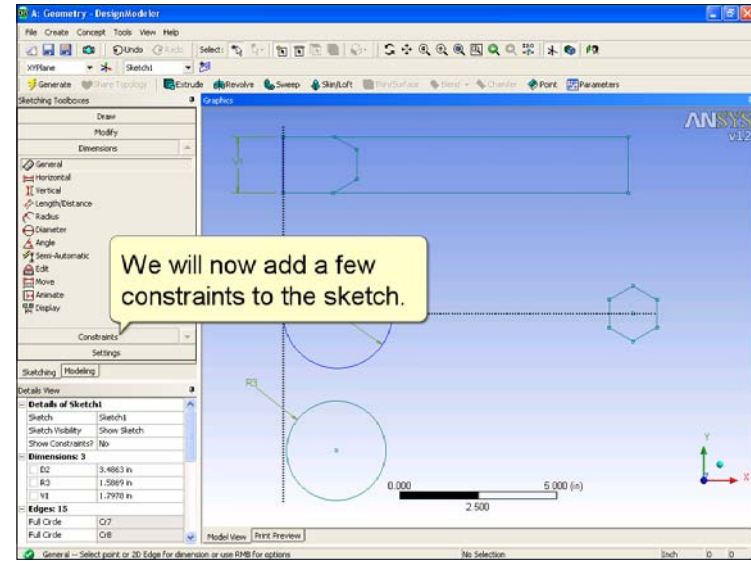 A: Geometry - DesignModeler
File Create Concept Tools View Help
Undo Redo Select:
XYPlane Sketch1
Generate Share Topology Extrude Revolve Sweep Skin/Loft Thin/Surface Blend Chamfer Point Parameters
Sketching Toolboxes
Graphics
Draw
Modify
Dimensions
General
Horizontal
Vertical
Length/Distance
Radius
Diameter
Angle
Semi-Automatic
Edit
Move
Animate
Display
Constraints
Settings
Sketching Modeling
We will now add a few
constraints to the sketch.
ANSYS
v12
V1
R3
0.000 5.000 (in)
2.500
Y
X
Details View
Details of Sketch1
Sketch Sketch1
Sketch Visibility Show Sketch
Show Constraints? No
Dimensions: 3
D2 3.4863 in
R3 1.5869 in
V1 1.7978 in
Edges: 15
Full Circle Cr7
Full Circle Cr8
Model View Print Preview
General -- Select point or 2D Edge for dimension or use RMB for options No Selection Inch 0 0